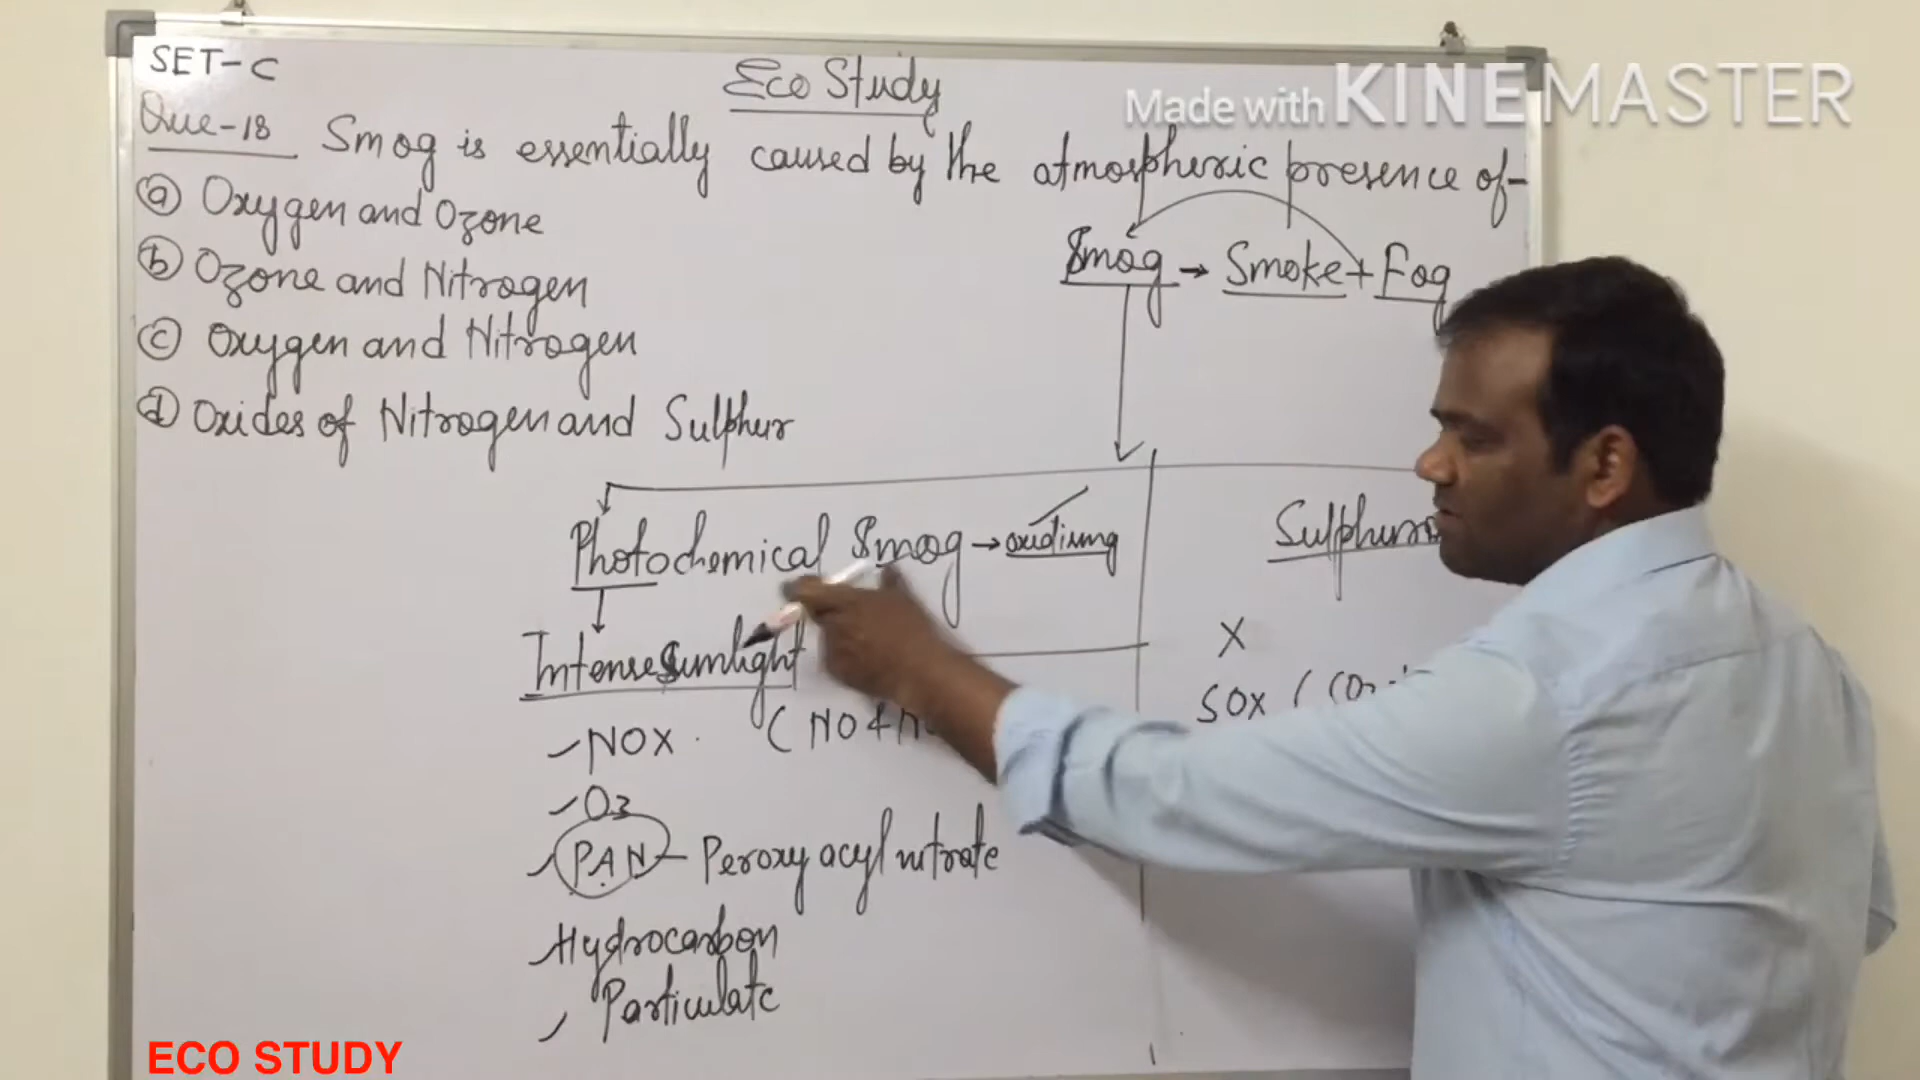 SET-C
Eco Study
Made with KINEMASTER
Que-18 Smog is essentially caused by the atmospheric presence of-
(a) Oxygen and Ozone
(b) Ozone and Nitrogen
(c) Oxygen and Nitrogen
(d) Oxides of Nitrogen and Sulphur
Smog → Smoke + Fog
Photochemical Smog → oxidising
Intense sunlight
NOX (NO +
O3
PAN - Peroxy acyl nitrate
Hydrocarbon
Particulate
X
SOX (
ECO STUDY